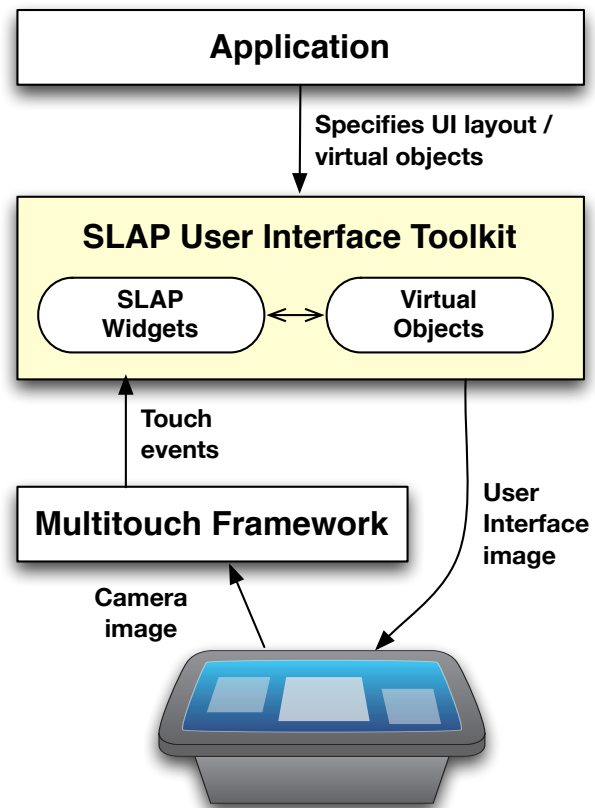 Application
Specifies UI layout /
virtual objects
SLAP User Interface Toolkit
SLAP
Widgets
Virtual
Objects
Touch
events
Multitouch Framework
User
Interface
image
Camera
image